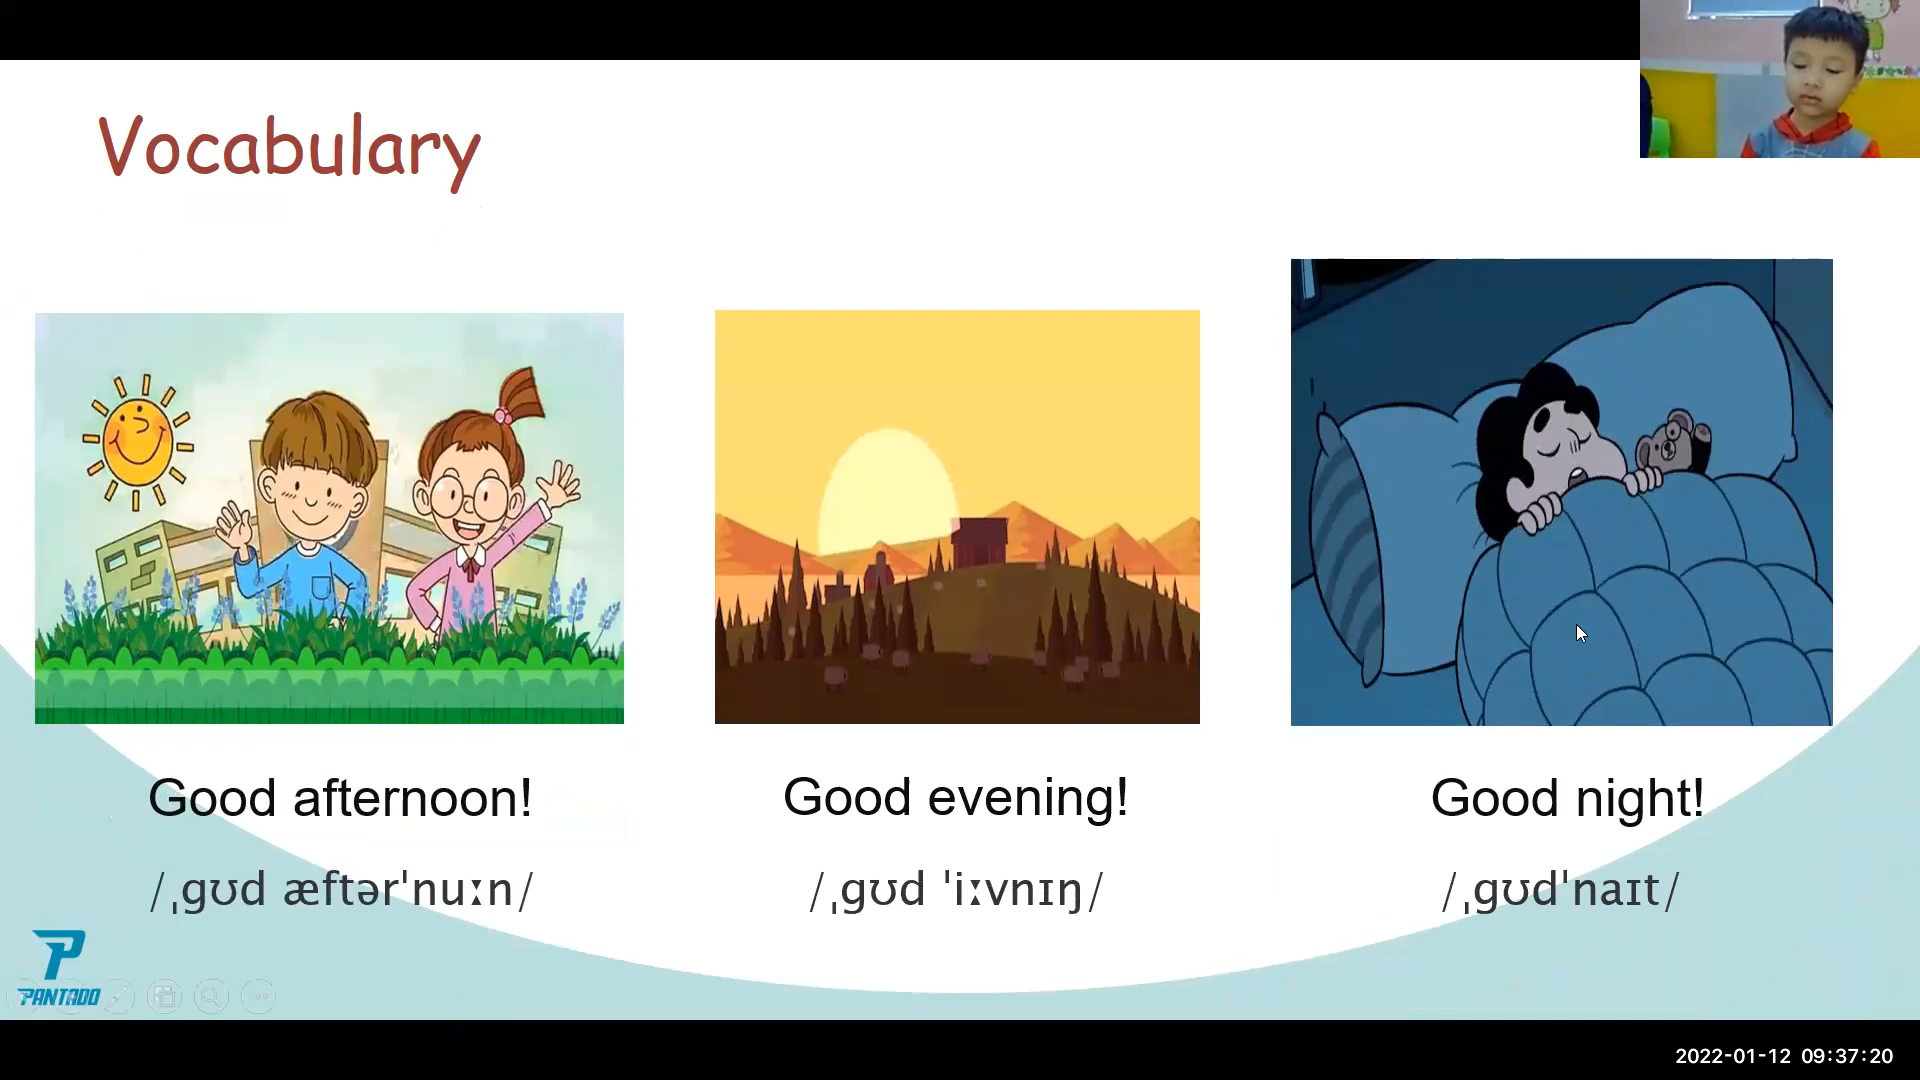 Vocabulary
Good afternoon!
/ˌɡʊd æftərˈnuːn/
Good evening!
/ˌɡʊd ˈiːvnɪŋ/
Good night!
/ˌɡʊdˈnaɪt/
PANTADO
2022-01-12 09:37:20